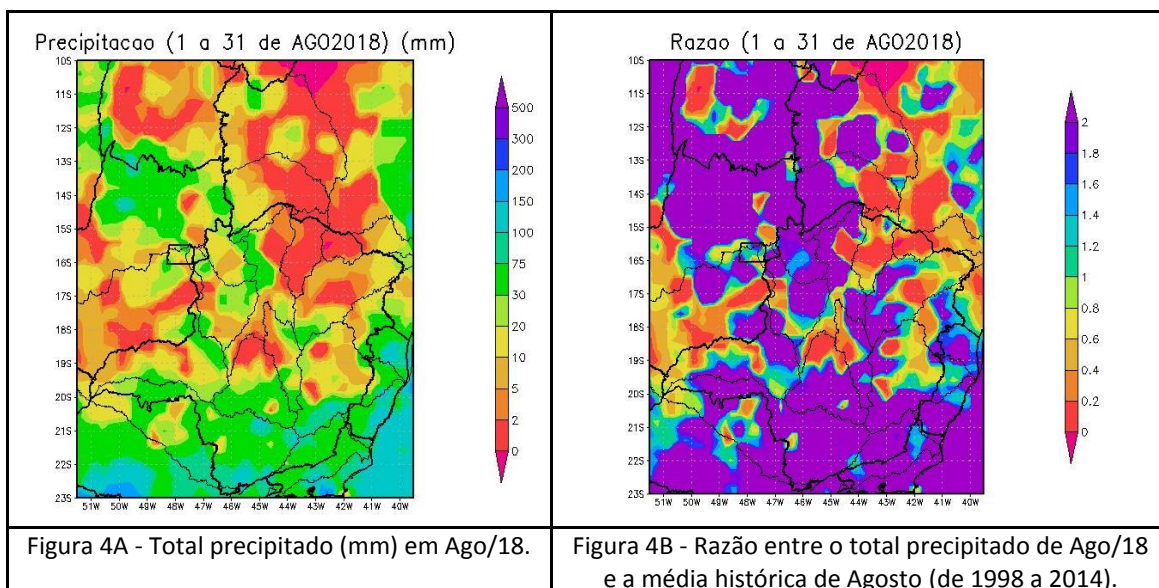 Precipitacao (1 a 31 de AGO2018) (mm)
10S
11S
12S
13S
14S
15S
16S
17S
18S
19S
20S
21S
22S
23S
51W 50W 49W 48W 47W 46W 45W 44W 43W 42W 41W 40W
500
300
200
150
100
75
30
20
10
5
2
0
Razao (1 a 31 de AGO2018)
10S
11S
12S
13S
14S
15S
16S
17S
18S
19S
20S
21S
22S
23S
51W 50W 49W 48W 47W 46W 45W 44W 43W 42W 41W 40W
2
1.8
1.6
1.4
1.2
1
0.8
0.6
0.4
0.2
0
Figura 4A - Total precipitado (mm) em Ago/18.
Figura 4B - Razão entre o total precipitado de Ago/18
e a média histórica de Agosto (de 1998 a 2014).